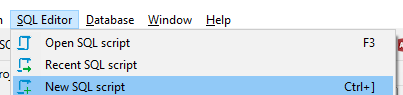 SQL Editor Database Window Help
Open SQL script F3
Recent SQL script
New SQL script Ctrl+]